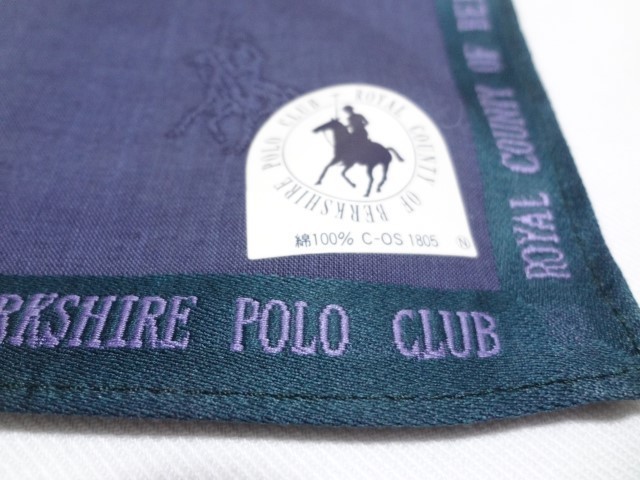 ROYAL COUNTY OF BERKSHIRE POLO CLUB
綿100% C-OS 1805 N
RKSHIRE POLO CLUB
ROYAL COUNTY OF BE